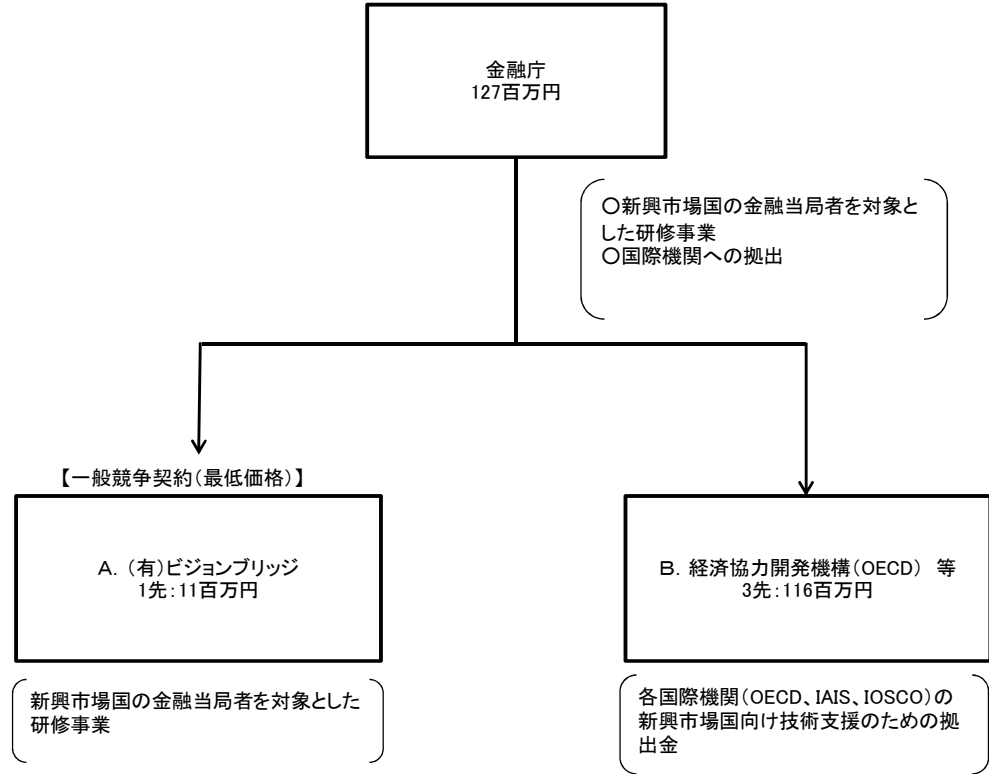 金融庁
127百万円
○新興市場国の金融当局者を対象と
した研修事業
○国際機関への拠出
【一般競争契約(最低価格)】
A. (有)ビジョンブリッジ
1先:11百万円
B. 経済協力開発機構(OECD) 等
3先:116百万円
新興市場国の金融当局者を対象とした
研修事業
各国際機関(OECD、IAIS、IOSCO)の
新興市場国向け技術支援のための拠
出金